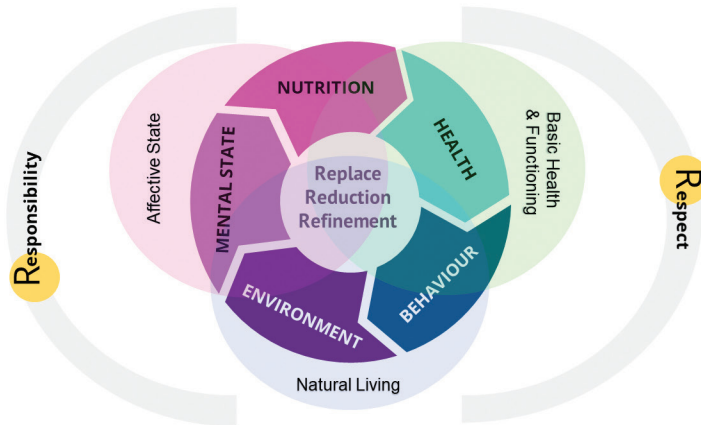 NUTRITION
Affective State
MENTAL STATE
HEALTH
Basic Health
& Functioning
Responsibility
Replace
Reduction
Refinement
Respect
ENVIRONMENT
BEHAVIOUR
Natural Living